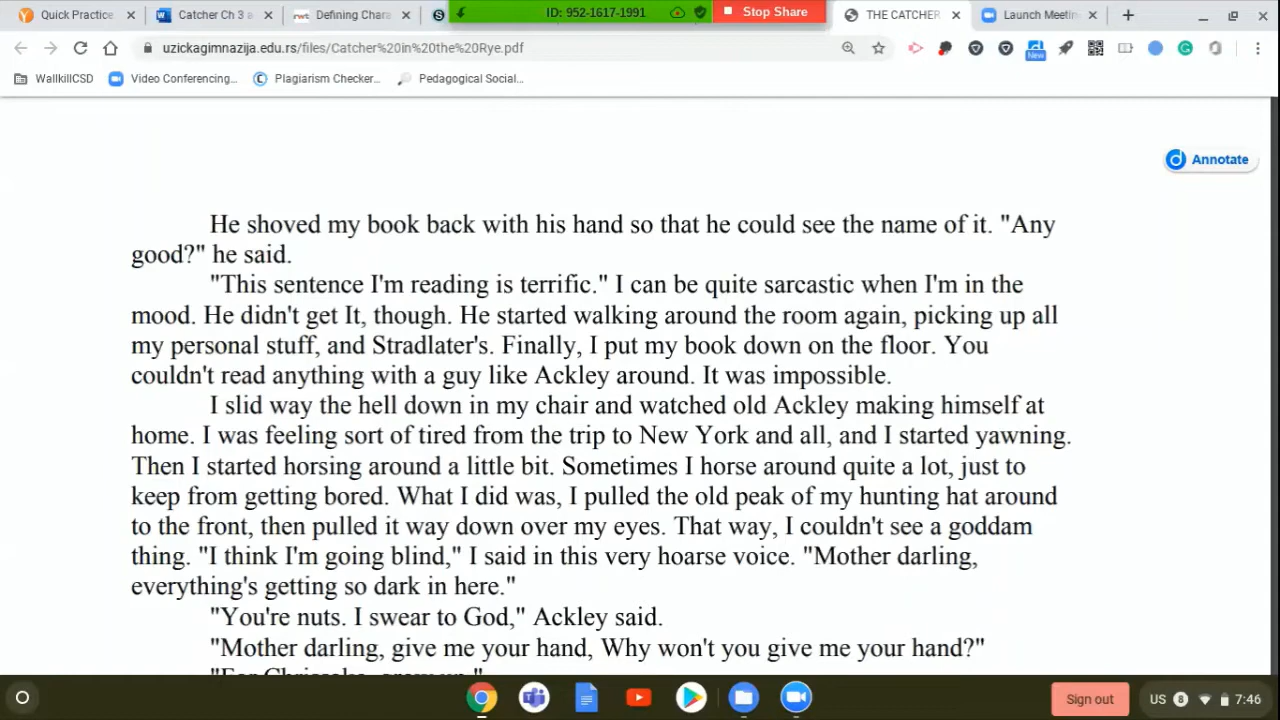 Quick Practice
Catcher Ch 3 a
Defining Chara
ID: 952-1617-1991
Stop Share
THE CATCHER
Launch Meetin
uzickagimnazija.edu.rs/files/Catcher%20in%20the%20Rye.pdf
New
WallkillCSD
Video Conferencing...
Plagiarism Checker...
Pedagogical Social...
Annotate
He shoved my book back with his hand so that he could see the name of it. "Any
good?" he said.
"This sentence I'm reading is terrific." I can be quite sarcastic when I'm in the
mood. He didn't get It, though. He started walking around the room again, picking up all
my personal stuff, and Stradlater's. Finally, I put my book down on the floor. You
couldn't read anything with a guy like Ackley around. It was impossible.
I slid way the hell down in my chair and watched old Ackley making himself at
home. I was feeling sort of tired from the trip to New York and all, and I started yawning.
Then I started horsing around a little bit. Sometimes I horse around quite a lot, just to
keep from getting bored. What I did was, I pulled the old peak of my hunting hat around
to the front, then pulled it way down over my eyes. That way, I couldn't see a goddam
thing. "I think I'm going blind," I said in this very hoarse voice. "Mother darling,
everything's getting so dark in here."
"You're nuts. I swear to God," Ackley said.
"Mother darling, give me your hand, Why won't you give me your hand?"
Sign out
US
8
7:46